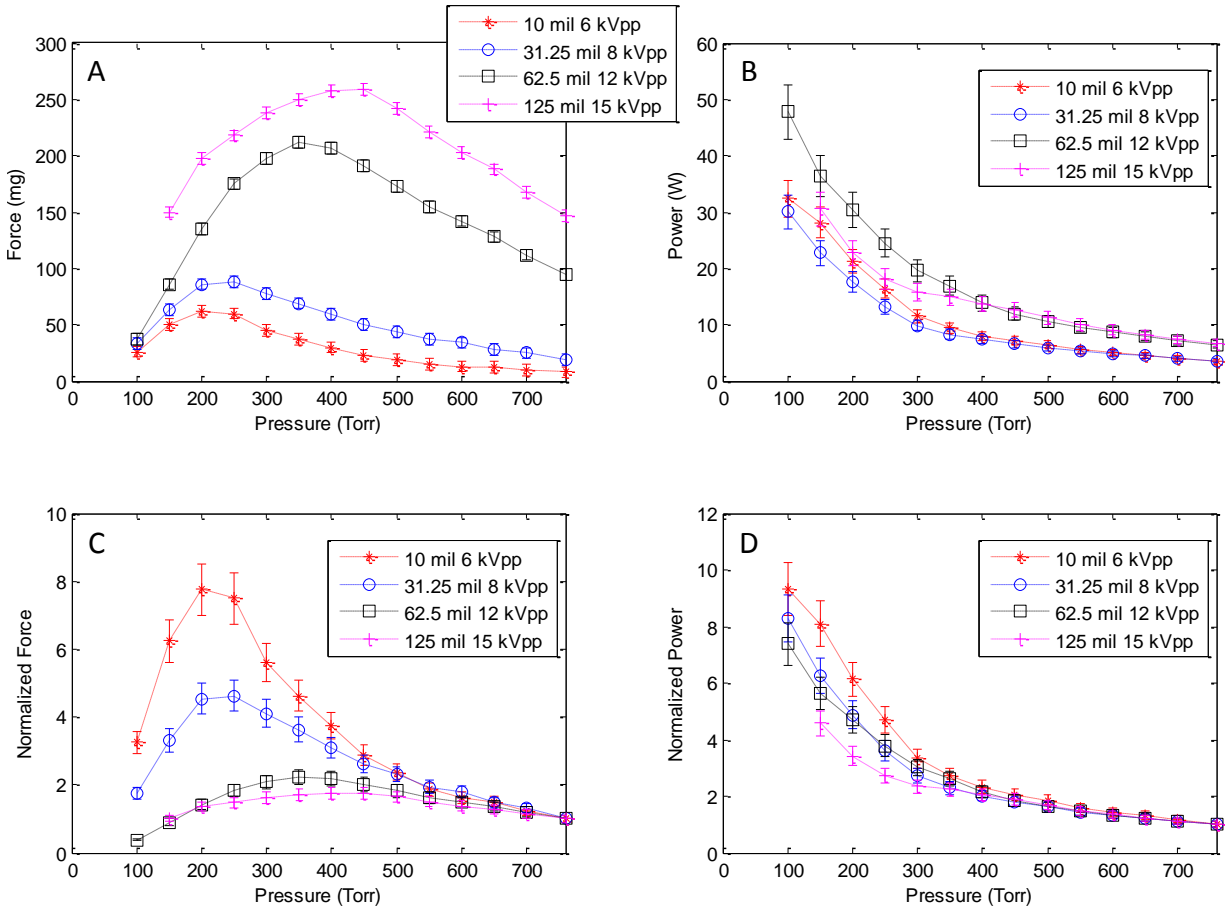 A
10 mil 6 kVpp
31.25 mil 8 kVpp
62.5 mil 12 kVpp
125 mil 15 kVpp
300
250
200
150
100
50
0
Force (mg)
0 100 200 300 400 500 600 700
Pressure (Torr)
B
10 mil 6 kVpp
31.25 mil 8 kVpp
62.5 mil 12 kVpp
125 mil 15 kVpp
60
50
40
30
20
10
0
Power (W)
0 100 200 300 400 500 600 700
Pressure (Torr)
C
10 mil 6 kVpp
31.25 mil 8 kVpp
62.5 mil 12 kVpp
125 mil 15 kVpp
10
8
6
4
2
0
Normalized Force
0 100 200 300 400 500 600 700
Pressure (Torr)
D
10 mil 6 kVpp
31.25 mil 8 kVpp
62.5 mil 12 kVpp
125 mil 15 kVpp
12
10
8
6
4
2
0
Normalized Power
0 100 200 300 400 500 600 700
Pressure (Torr)